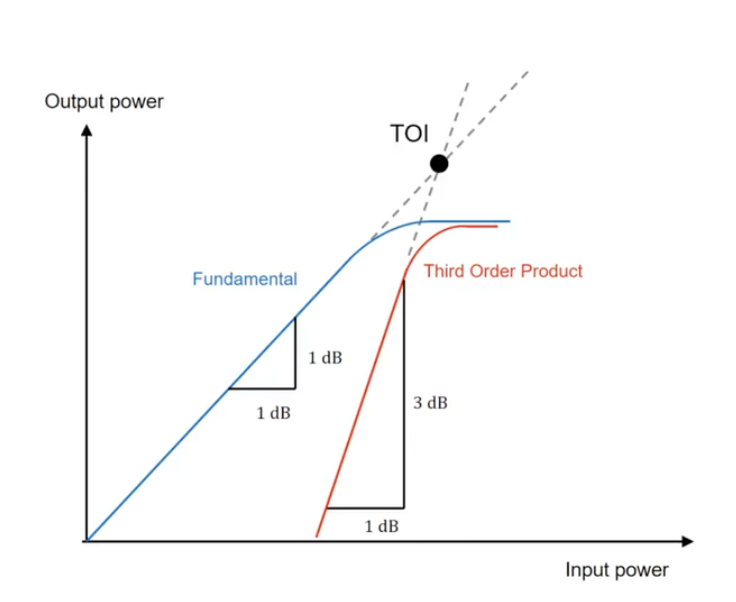 Output power
TOI
Fundamental
Third Order Product
1 dB
3 dB
1 dB
1 dB
Input power